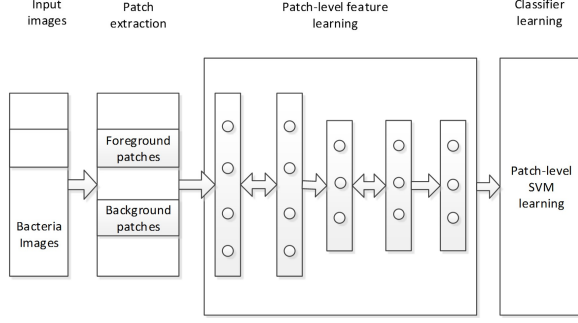 Input
images
Patch
extraction
Patch-level feature
learning
Classifier
learning
Foreground
patches
Background
patches
Bacteria
Images
Patch-level
SVM
learning